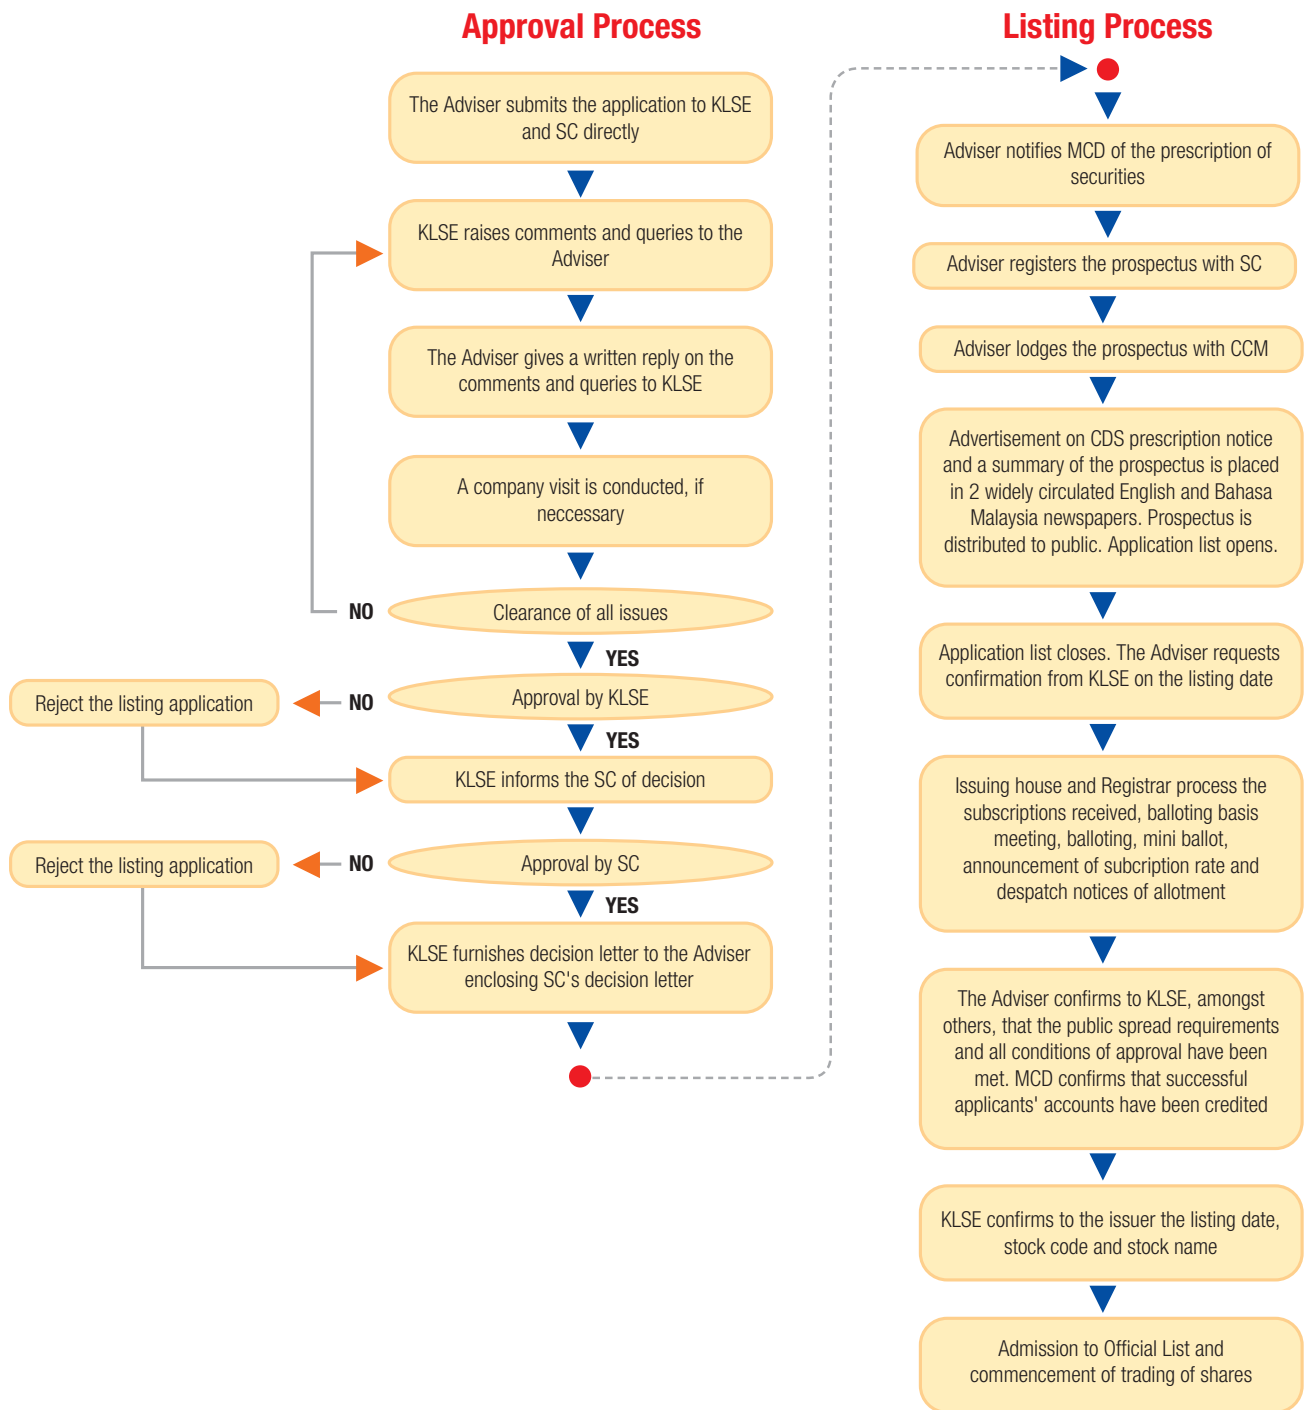 Approval Process
The Adviser submits the application to KLSE
and SC directly
KLSE raises comments and queries to the
Adviser
The Adviser gives a written reply on the
comments and queries to KLSE
A company visit is conducted, if
neccessary
NO
Clearance of all issues
YES
Reject the listing application
NO
Approval by KLSE
YES
KLSE informs the SC of decision
Reject the listing application
NO
Approval by SC
YES
KLSE furnishes decision letter to the Adviser
enclosing SC's decision letter
Listing Process
Adviser notifies MCD of the prescription of
securities
Adviser registers the prospectus with SC
Adviser lodges the prospectus with CCM
Advertisement on CDS prescription notice
and a summary of the prospectus is placed
in 2 widely circulated English and Bahasa
Malaysia newspapers. Prospectus is
distributed to public. Application list opens.
Application list closes. The Adviser requests
confirmation from KLSE on the listing date
Issuing house and Registrar process the
subscriptions received, balloting basis
meeting, balloting, mini ballot,
announcement of subcription rate and
despatch notices of allotment
The Adviser confirms to KLSE, amongst
others, that the public spread requirements
and all conditions of approval have been
met. MCD confirms that successful
applicants' accounts have been credited
KLSE confirms to the issuer the listing date,
stock code and stock name
Admission to Official List and
commencement of trading of shares